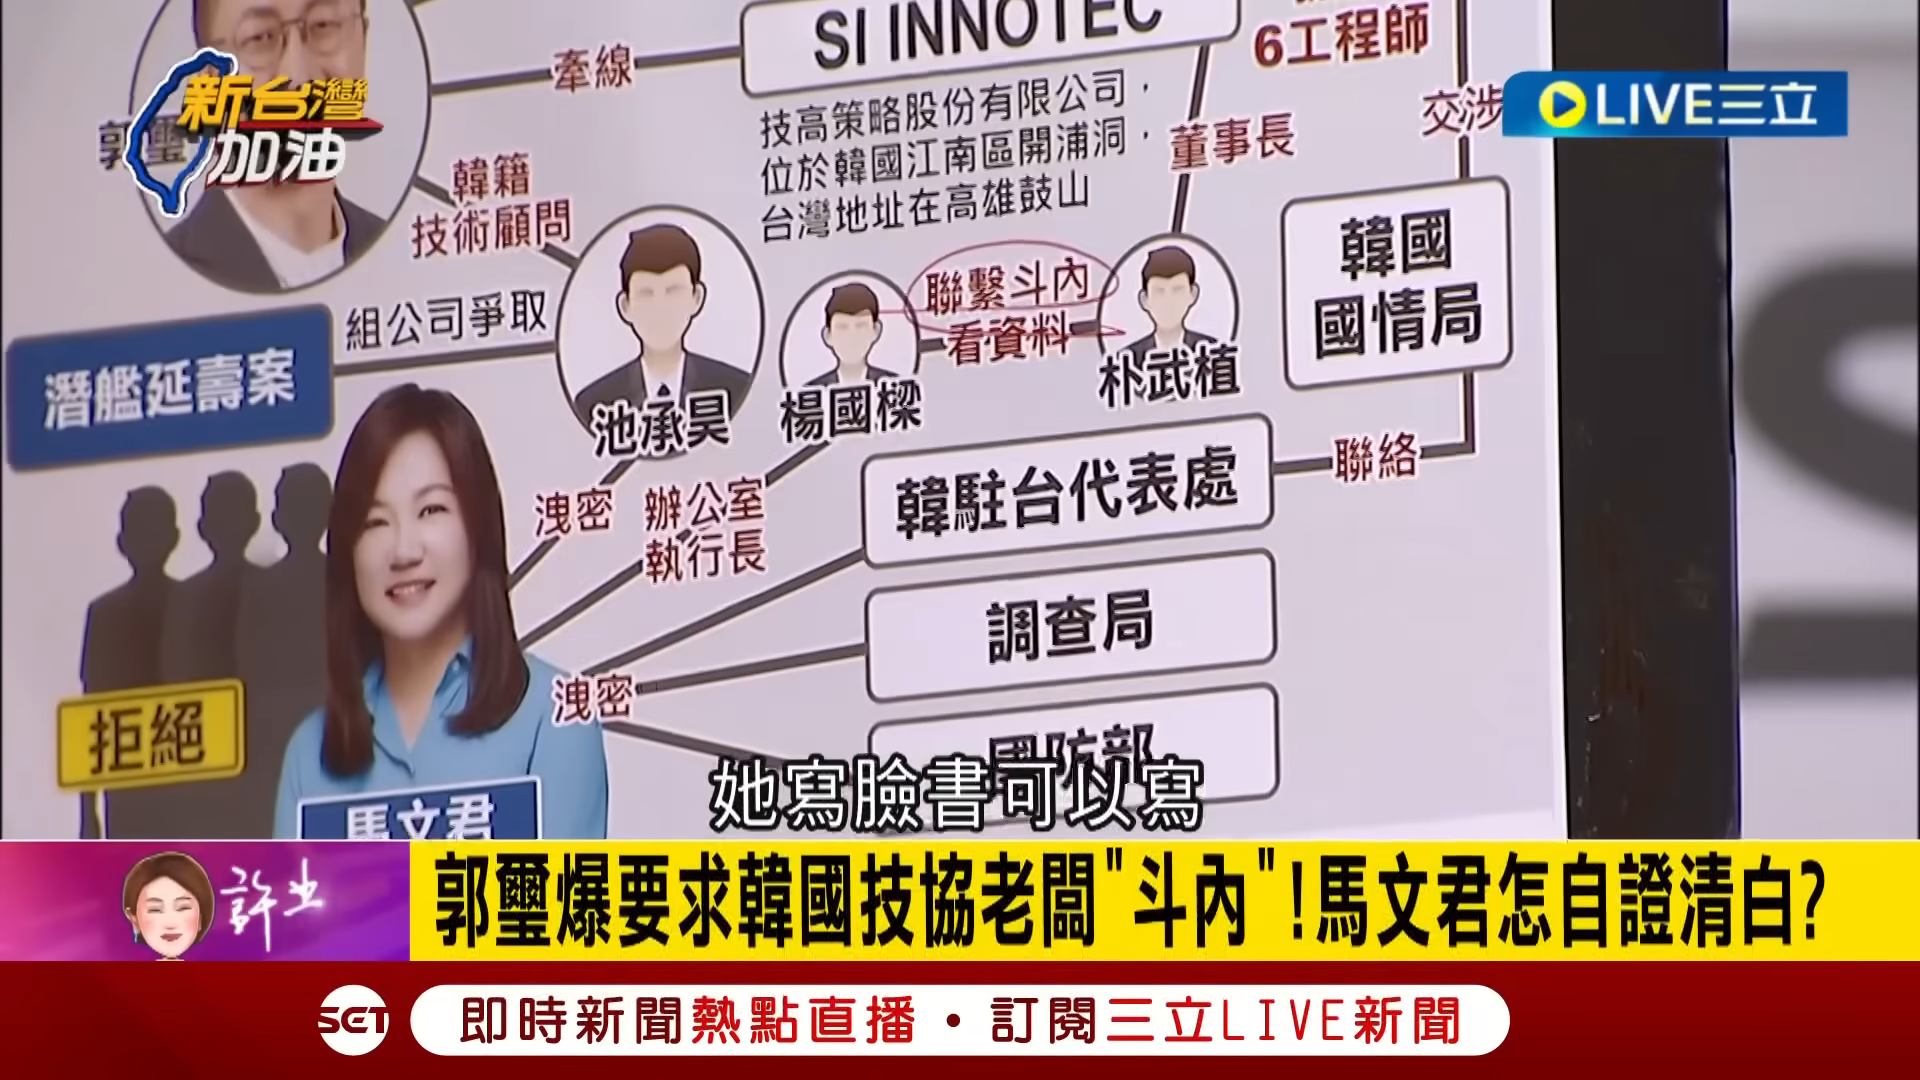 SI INNOTEC
6工程師
牽線
技高策略股份有限公司，
位於韓國江南區開浦洞，
台灣地址在高雄鼓山
董事長
交涉
LIVE三立
新台灣
加油
郭璽
韓籍
技術顧問
韓國
國情局
聯繫斗內
看資料
組公司爭取
潛艦延壽案
池承昊
楊國樑
朴武植
聯絡
韓駐台代表處
洩密
辦公室
執行長
調查局
洩密
國防部
拒絕
馬文君
她寫臉書可以寫
郭璽爆要求韓國技協老闆"斗內"!馬文君怎自證清白?
SET
即時新聞熱點直播•訂閱三立LIVE新聞